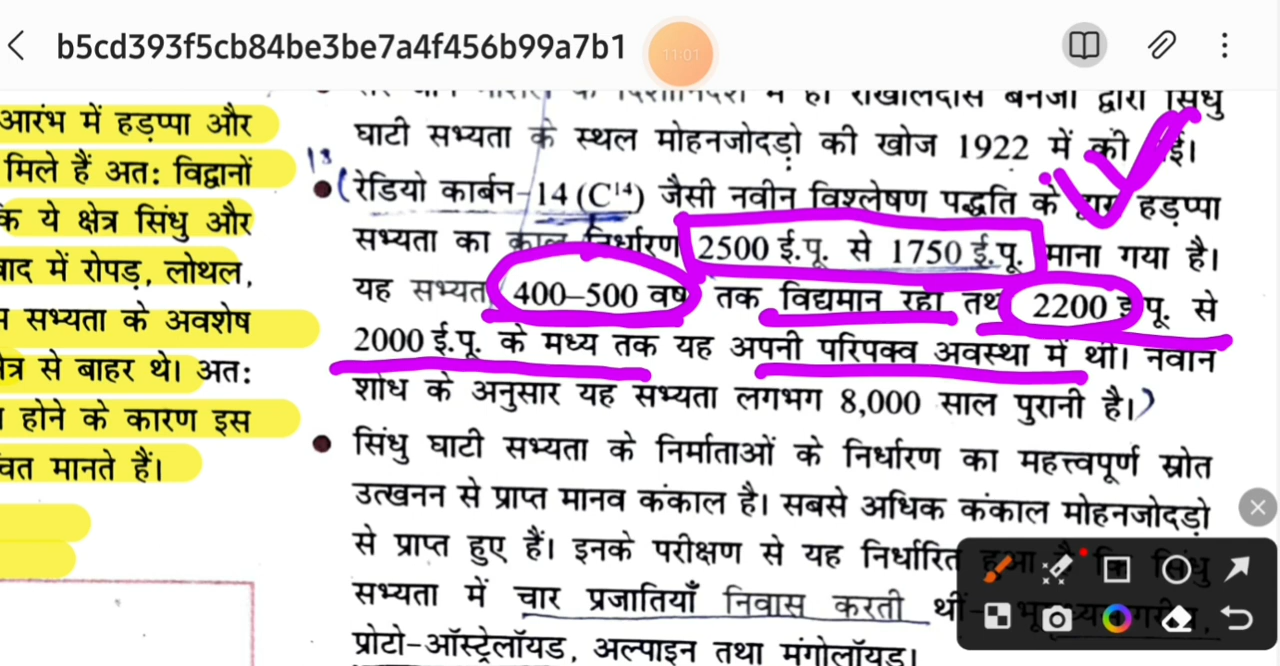 b5cd393f5cb84be3be7a4f456b99a7b1
11:01
आरंभ में हड़प्पा और
मिले हैं अतः विद्वानों
ये क्षेत्र सिंधु और
में रोपड़, लोथल,
सभ्यता के अवशेष
से बाहर थे। अतः
होने के कारण इस
मानते हैं।
के दिशानिर्देश में ही राखालदास बनर्जी द्वारा सिंधु
घाटी सभ्यता के स्थल मोहनजोदड़ो की खोज 1922 में की
रेडियो कार्बन-14 (C¹⁴) जैसी नवीन विश्लेषण पद्धति के द्वारा हड़प्पा
सभ्यता का काल निर्धारण 2500 ई.पू. से 1750 ई.पू. माना गया है।
यह सभ्यता 400–500 वर्ष तक विद्यमान रही तथा 2200 ई.पू. से
2000 ई.पू. के मध्य तक यह अपनी परिपक्व अवस्था में थी। नवीन
शोध के अनुसार यह सभ्यता लगभग 8,000 साल पुरानी है।)
सिंधु घाटी सभ्यता के निर्माताओं के निर्धारण का महत्त्वपूर्ण स्रोत
उत्खनन से प्राप्त मानव कंकाल है। सबसे अधिक कंकाल मोहनजोदड़ो
से प्राप्त हुए हैं। इनके परीक्षण से यह निर्धारित हुआ है कि सिंधु
सभ्यता में चार प्रजातियाँ निवास करती थीं-
प्रोटो-ऑस्ट्रेलॉयड, अल्पाइन तथा मंगोलॉयड।